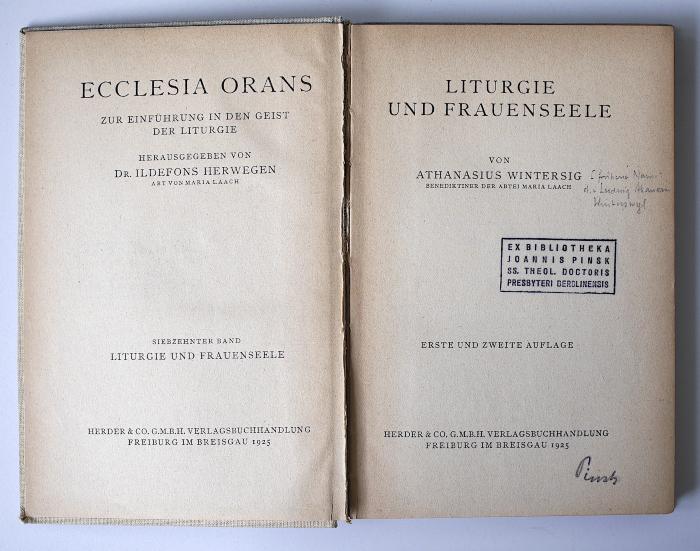 ECCLESIA ORANS
ZUR EINFÜHRUNG IN DEN GEIST
DER LITURGIE
HERAUSGEGEBEN VON
DR. ILDEFONS HERWEGEN
ABT VON MARIA LAACH
SIEBZEHNTER BAND
LITURGIE UND FRAUENSEELE
HERDER & CO. G.M.B.H. VERLAGSBUCHHANDLUNG
FREIBURG IM BREISGAU 1925
LITURGIE
UND FRAUENSEELE
VON
ATHANASIUS WINTERSIG
BENEDIKTINER DER ABTEI MARIA LAACH
Ludwig
Winterswyl
EX BIBLIOTHEKA
JOANNIS PINSK
SS. THEOL. DOCTORIS
PRESBYTERI BEROLINENSIS
ERSTE UND ZWEITE AUFLAGE
HERDER & CO. G.M.B.H. VERLAGSBUCHHANDLUNG
FREIBURG IM BREISGAU 1925
Pinsk